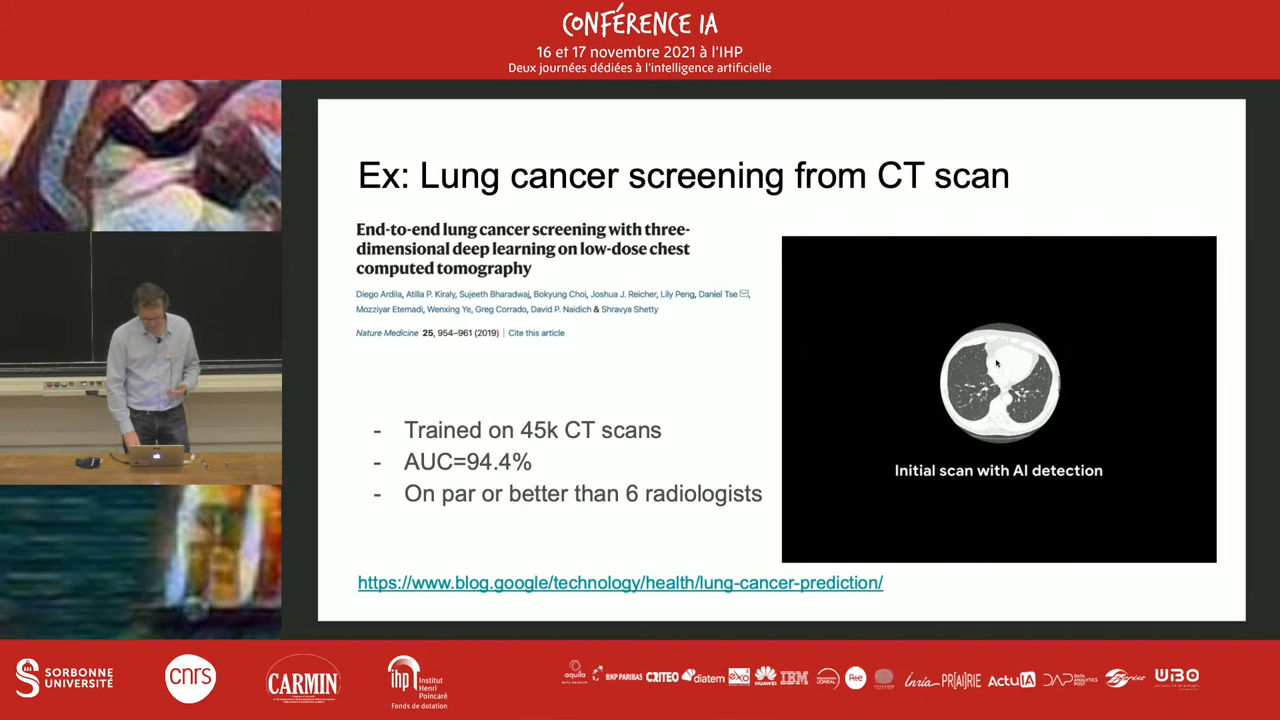 CONFÉRENCE IA
16 et 17 novembre 2021 à l'IHP
Deux journées dédiées à l'intelligence artificielle
Ex: Lung cancer screening from CT scan
End-to-end lung cancer screening with three-
dimensional deep learning on low-dose chest
computed tomography
Diego Ardila, Atilla P. Kiraly, Sujeeth Bharadwaj, Bokyung Choi, Joshua J. Reicher, Lily Peng, Daniel Tse,
Mozziyar Etemadi, Wenxing Ye, Greg Corrado, David P. Naidich & Shravya Shetty
Nature Medicine 25, 954–961 (2019) | Cite this article
- Trained on 45k CT scans
- AUC=94.4%
- On par or better than 6 radiologists
Initial scan with AI detection
https://www.blog.google/technology/health/lung-cancer-prediction/
SORBONNE
UNIVERSITÉ
cnrs
CARMIN
ihp
Institut
Henri
Poincaré
Fonds de dotation
aquila
BNP PARIBAS
CRITEO
diatem
exo
HUAWEI
IBM
Inria
PR[AI]RIE
ActuIA
DAP
UBO